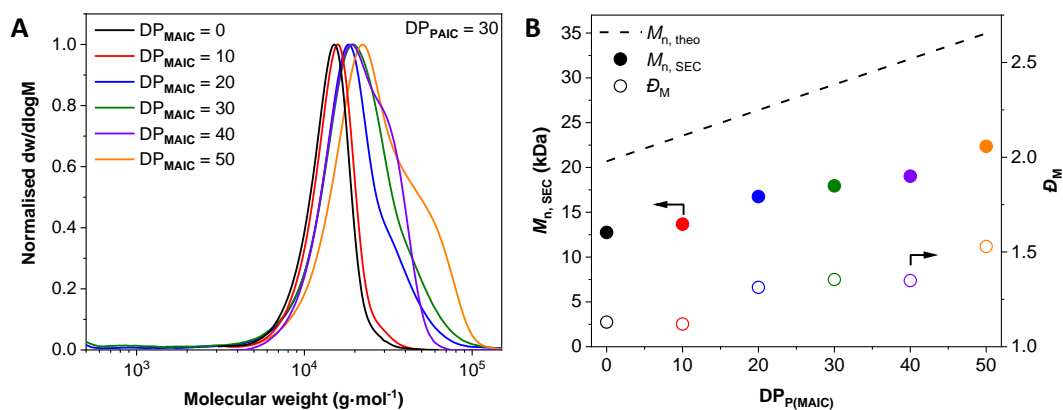 A
DP_MAIC = 0
DP_MAIC = 10
DP_MAIC = 20
DP_MAIC = 30
DP_MAIC = 40
DP_MAIC = 50
DP_PAIC = 30
Normalised dw/dlogM
1.0
0.8
0.6
0.4
0.2
0.0
10³
10⁴
10⁵
Molecular weight (g·mol⁻¹)
B
M_n, theo
M_n, SEC
Đ_M
M_n, SEC (kDa)
35
30
25
20
15
10
5
0
2.5
2.0
1.5
1.0
Đ_M
0
10
20
30
40
50
DP_P(MAIC)